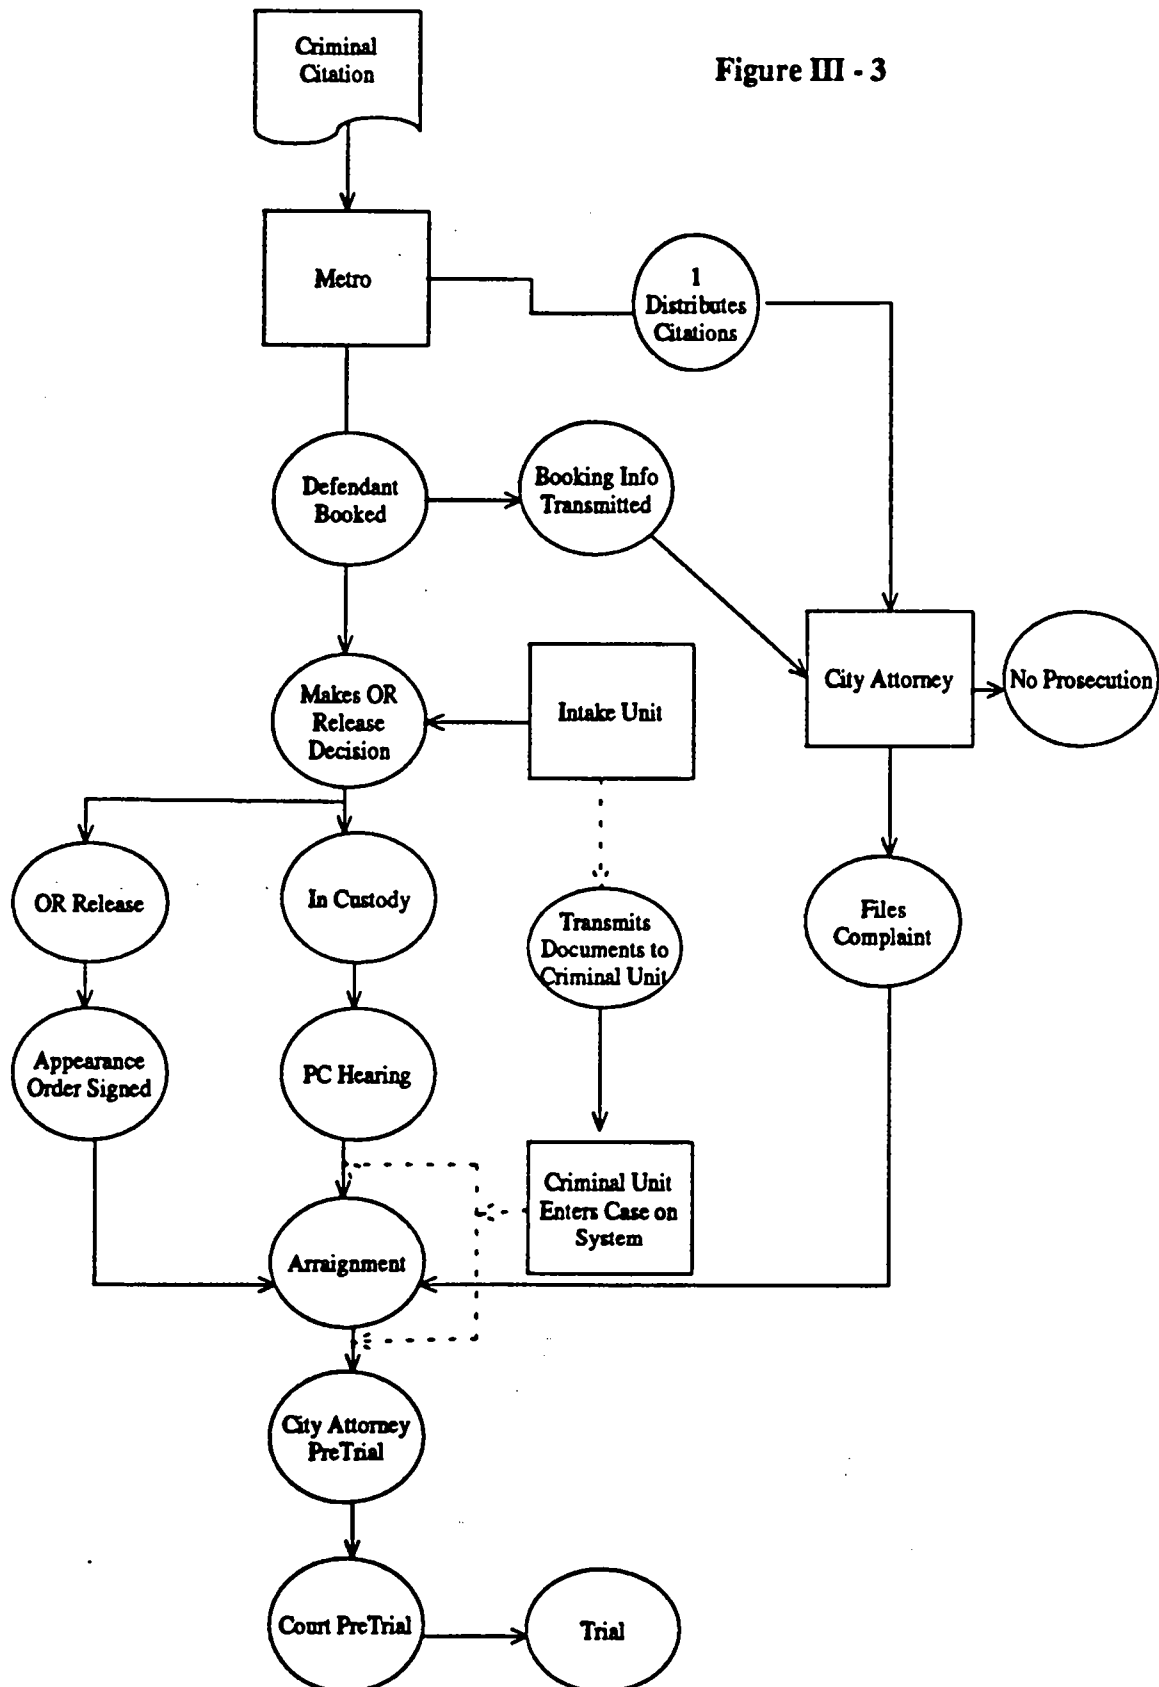 Criminal
Citation
Figure III - 3
Metro
1
Distributes
Citations
Defendant
Booked
Booking Info
Transmitted
Makes OR
Release
Decision
Intake Unit
City Attorney
No Prosecution
OR Release
In Custody
Transmits
Documents to
Criminal Unit
Files
Complaint
Appearance
Order Signed
PC Hearing
Criminal Unit
Enters Case on
System
Arraignment
City Attorney
PreTrial
Court PreTrial
Trial